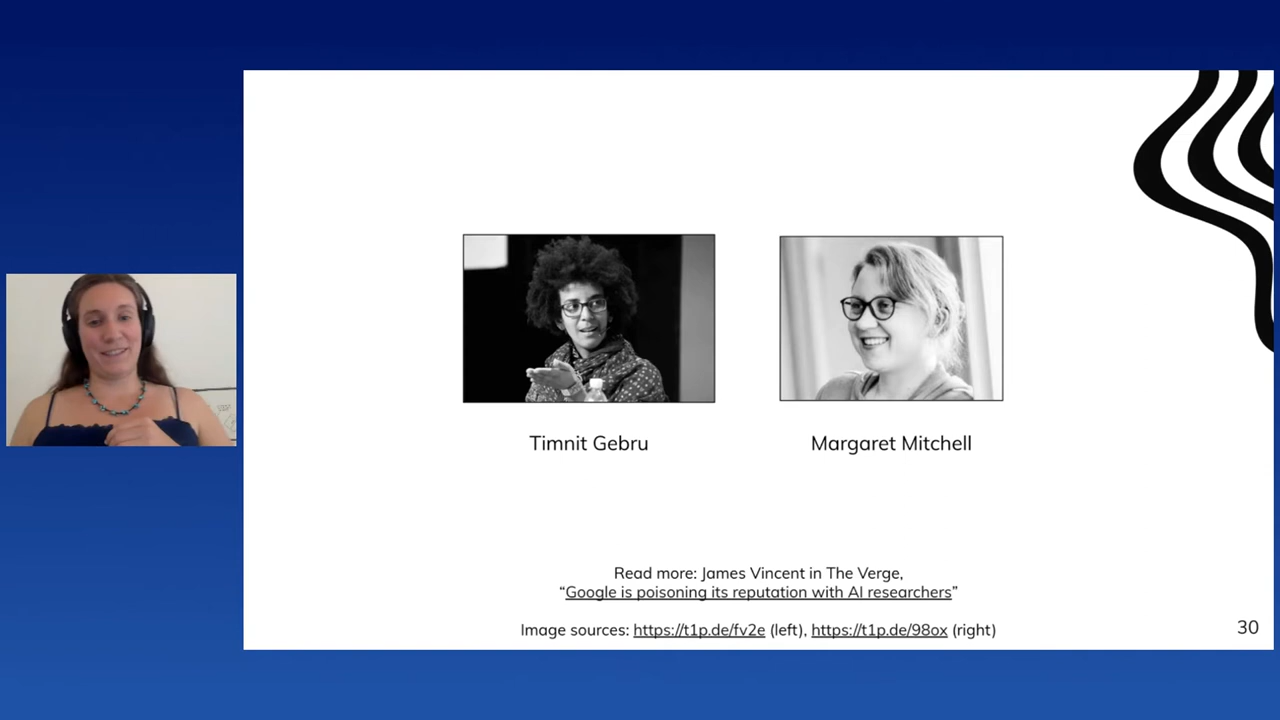 Timnit Gebru
Margaret Mitchell
Read more: James Vincent in The Verge,
“Google is poisoning its reputation with AI researchers”
Image sources: https://t1p.de/fv2e (left), https://t1p.de/98ox (right)
30